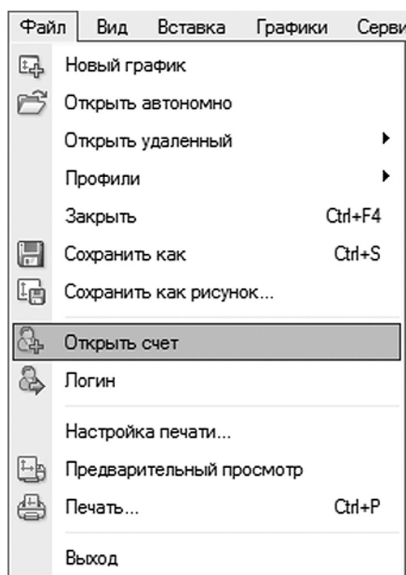 Файл Вид Вставка Графики Серви
Новый график
Открыть автономно
Открыть удаленный
Профили
Закрыть Ctrl+F4
Сохранить как Ctrl+S
Сохранить как рисунок...
Открыть счет
Логин
Настройка печати...
Предварительный просмотр
Печать... Ctrl+P
Выход